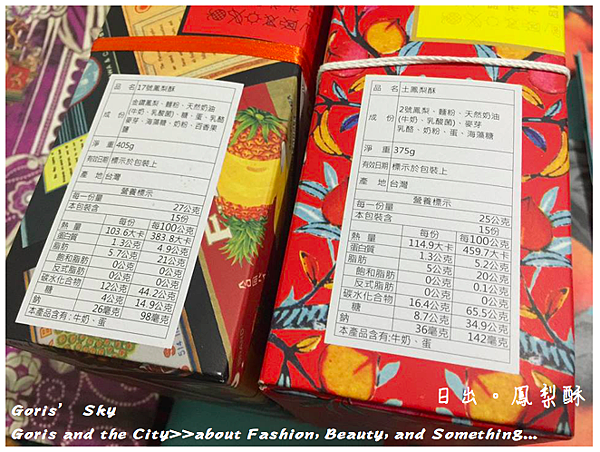 品 名 17號鳳梨酥
成 份 金鑽鳳梨、麵粉、天然奶油
(牛奶、乳酸菌)、糖、蛋、乳酪
麥芽、海藻糖、奶粉、百香果
鹽
淨 重 405g
有效日期 標示於包裝上
產 地 台灣
營養標示
每一份量 27公克
本包裝含 15份
每份 每100公克
熱 量 103.6大卡 383.8大卡
蛋白質 1.3公克 4.9公克
脂肪 5.7公克 21公克
飽和脂肪 0公克 0公克
反式脂肪 0公克 0公克
碳水化合物 12公克 44.2公克
糖 4公克 14.9公克
鈉 26毫克 98毫克
本產品含有:牛奶、蛋
品 名 土鳳梨酥
成 份 2號鳳梨、麵粉、天然奶油
(牛奶、乳酸菌)、麥芽
乳酪、奶粉、蛋、海藻糖
淨 重 375g
有效日期 標示於包裝上
產 地 台灣
營養標示
每一份量 25公克
本包裝含 15份
每份 每100公克
熱 量 114.9大卡 459.7大卡
蛋白質 1.3公克 5.2公克
脂肪 5公克 20公克
飽和脂肪 0公克 0公克
反式脂肪 0公克 0.1公克
碳水化合物 0公克 0公克
糖 16.4公克 65.5公克
鈉 8.7公克 34.9公克
36毫克 142毫克
本產品含有:牛奶、蛋
日出。鳳梨酥
Goris' Sky
Goris and the City>>about Fashion, Beauty, and Something...